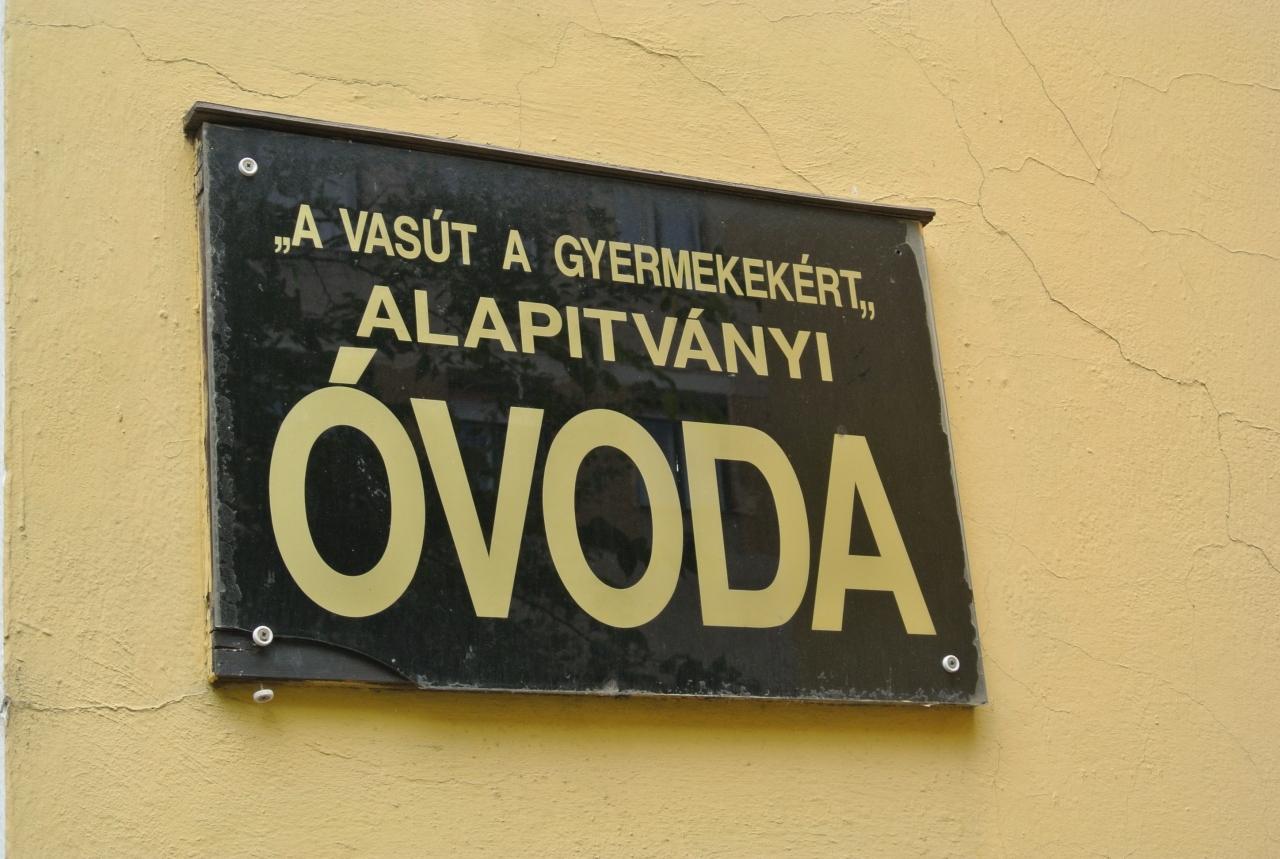 „A VASÚT A GYERMEKEKÉRT„
ALAPITVÁNYI
ÓVODA